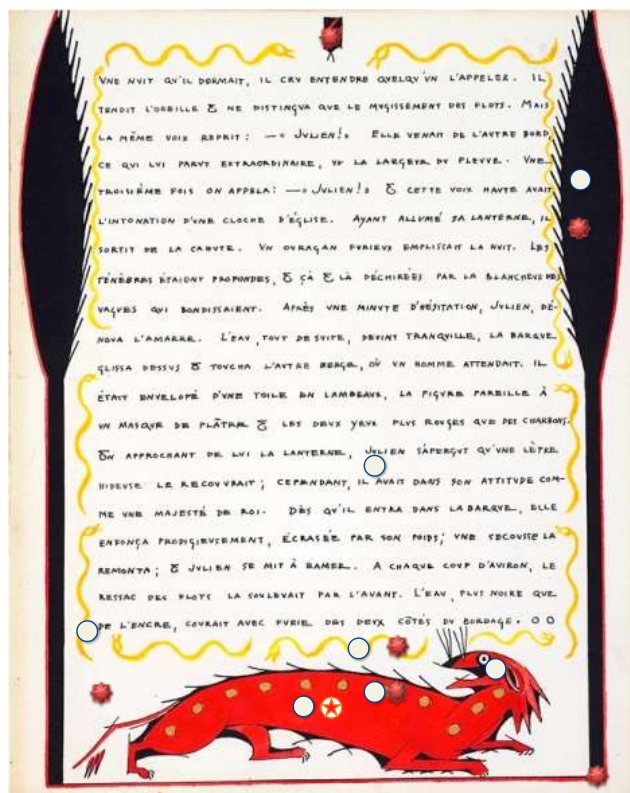 VNE NVIT QV'IL DORMAIT, IL CRV ENTENDRE QVELQV'VN L'APPELER. IL
TENDIT L'OREILLE & NE DISTINGVA QVE LE MVGISSEMENT DES FLOTS. MAIS
LA MÊME VOIX REPRIT : —« JVLIEN!» ELLE VENAIT DE L'AVTRE BORD,
CE QVI LVI PARVT EXTRAORDINAIRE, VV LA LARGEVR DV FLEVVE. VNE
TROISIÈME FOIS ON APPELA: —« JVLIEN!» & CETTE VOIX HAVTE AVAIT
L'INTONATION D'VNE CLOCHE D'ÉGLISE. AYANT ALLVMÉ SA LANTERNE, IL
SORTIT DE LA CAHVTE. VN OVRAGAN FVRIEVX EMPLISSAIT LA NVIT. LES
TÉNÈBRES ÉTAIENT PROFONDES, & ÇÀ & LÀ DÉCHIRÉES PAR LA BLANCHEVR DES
VAGVES QVI BONDISSAIENT. APRÈS VNE MINVTE D'HÉSITATION, JVLIEN, DÉ-
NOVA L'AMARRE. L'EAV, TOVT DE SVITE, DEVINT TRANQVILLE, LA BARQVE
GLISSA DESSVS & TOVCHA L'AVTRE BERGE, OÙ VN HOMME ATTENDAIT. IL
ÉTAIT ENVELOPÉ D'VNE TOILE EN LAMBEAVX, LA FIGVRE PAREILLE À
VN MASQVE DE PLÂTRE & LES DEVX YEVX PLVS ROVGES QVE DES CHARBONS.
EN APPROCHANT DE LVI LA LANTERNE, JVLIEN S'APERÇVT QV'VNE LÈPRE
HIDEVSE LE RECOVVRAIT ; CEPENDANT, IL AVAIT DANS SON ATTITVDE COM-
ME VNE MAJESTÉ DE ROI. DÈS QV'IL ENTRA DANS LA BARQVE, ELLE
ENFONÇA PRODIGIEVSEMENT, ÉCRASÉE PAR SON POIDS; VNE SECOVSSE LA
REMONTA ; & JVLIEN SE MIT À RAMER. A CHAQVE COVP D'AVIRON, LE
RESSAC DES FLOTS LA SOVLEVAIT PAR L'AVANT. L'EAV, PLVS NOIRE QVE
DE L'ENCRE, COVRAIT AVEC FVRIE DES DEVX CÔTÉS DV BORDAGE. O O